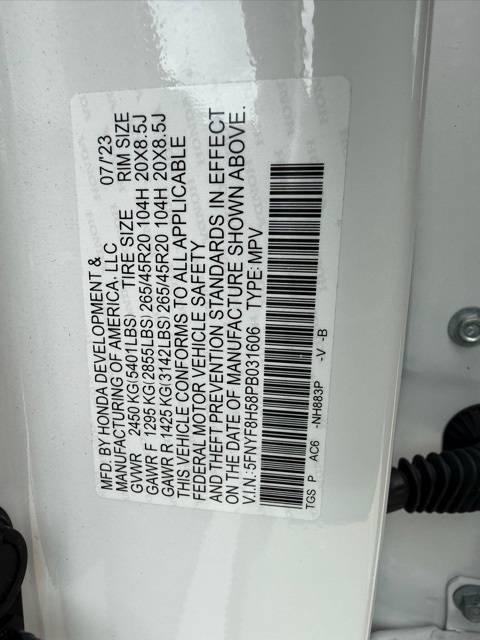 MFD. BY HONDA DEVELOPMENT &
MANUFACTURING OF AMERICA, LLC 07/'23
GVWR 2450 KG(5401LBS) TIRE SIZE RIM SIZE
GAWR F 1295 KG(2855LBS) 265/45R20 104H 20X8.5J
GAWR R 1425 KG(3142LBS) 265/45R20 104H 20X8.5J
THIS VEHICLE CONFORMS TO ALL APPLICABLE
FEDERAL MOTOR VEHICLE SAFETY
AND THEFT PREVENTION STANDARDS IN EFFECT
ON THE DATE OF MANUFACTURE SHOWN ABOVE.
V.I.N.:5FNYF8H58PB031606 TYPE: MPV
TGS P AC6 -NH883P -V -B